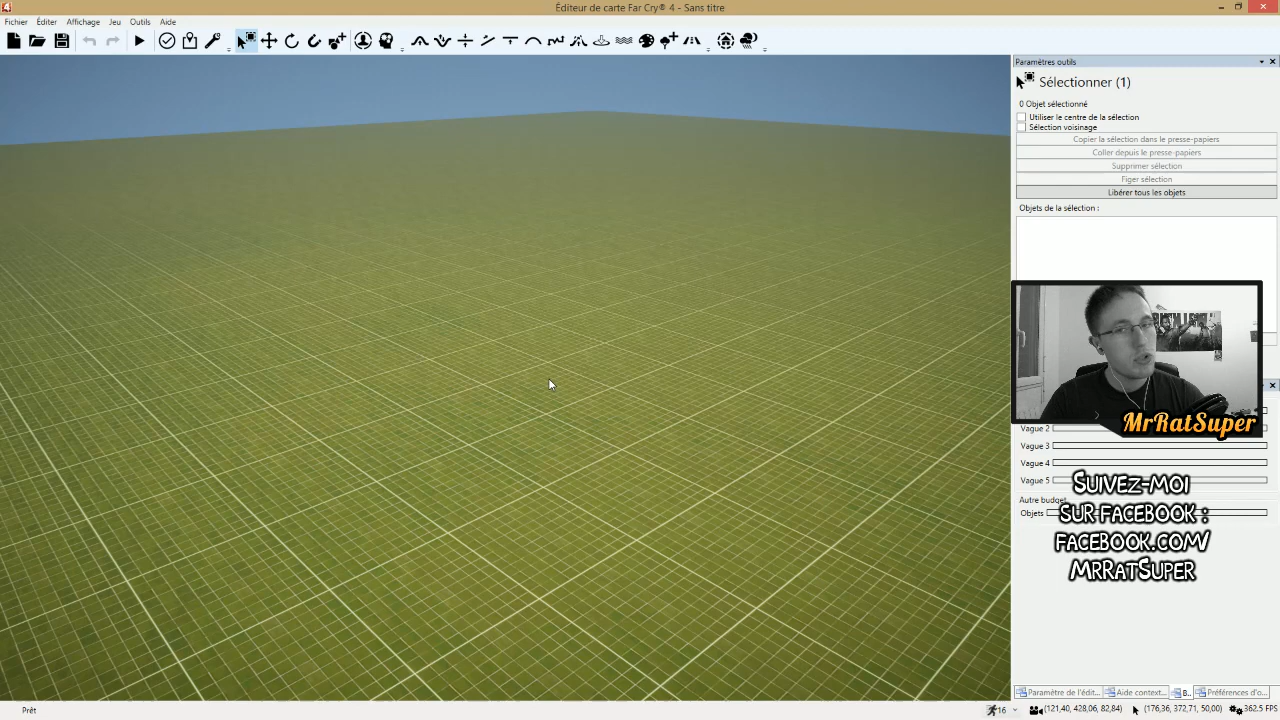 Éditeur de carte Far Cry® 4 - Sans titre
Fichier Éditer Affichage Jeu Outils Aide
Paramètres outils
Sélectionner (1)
0 Objet sélectionné
Utiliser le centre de la sélection
Sélection voisinage
Copier la sélection dans le presse-papiers
Coller depuis le presse-papiers
Supprimer sélection
Figer sélection
Libérer tous les objets
Objets de la sélection :
MrRatSuper
Vague 2
Vague 3
Vague 4
Vague 5
Autre budget
Objets
Suivez-moi
sur facebook :
facebook.com/
MrRatSuper
Paramètre de l'édit... Aide context... B... Préférences d'o...
Prêt
16 (121,40, 428,06, 82,84) (176,36, 372,71, 50,00) 362.5 FPS